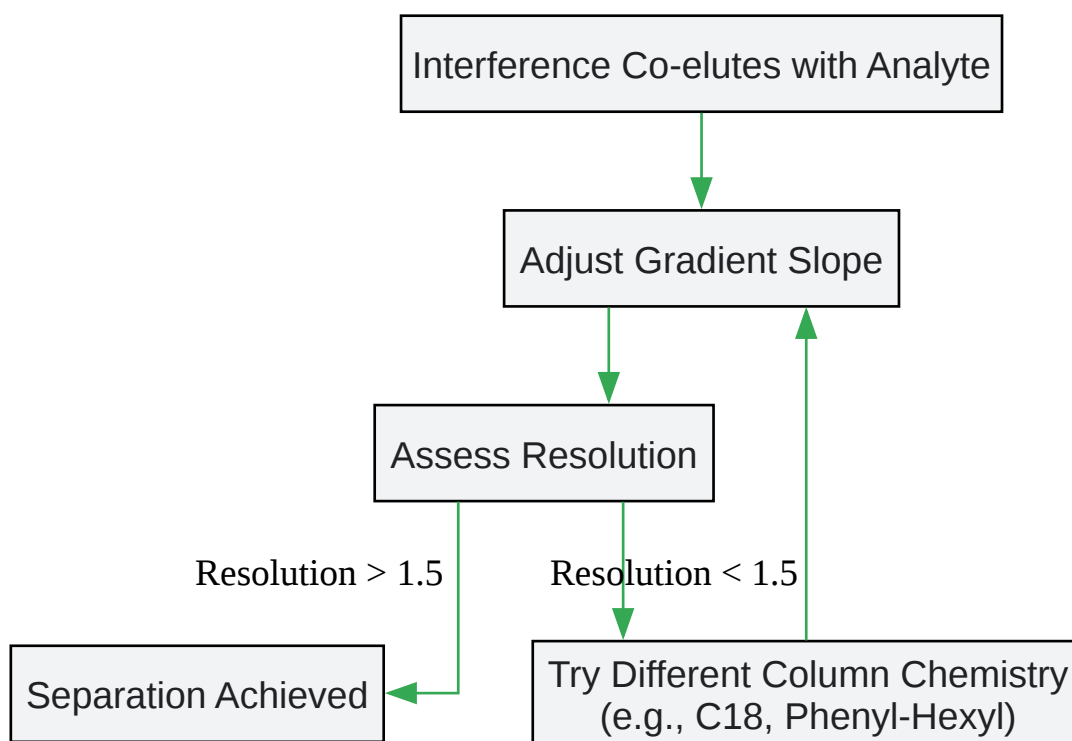 Interference Co-elutes with Analyte
Adjust Gradient Slope
Assess Resolution
Resolution > 1.5
Resolution < 1.5
Separation Achieved
Try Different Column Chemistry
(e.g., C18, Phenyl-Hexyl)